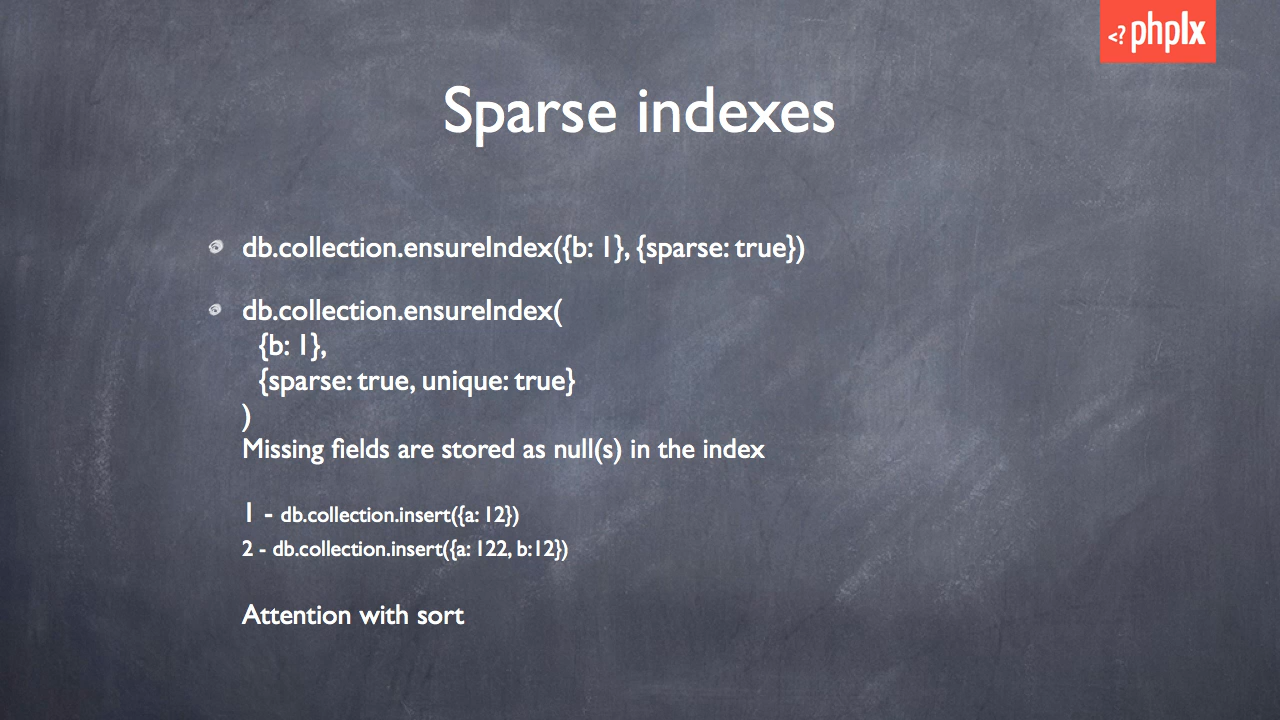 <? phplx
Sparse indexes
db.collection.ensureIndex({b: 1}, {sparse: true})
db.collection.ensureIndex(
{b: 1},
{sparse: true, unique: true}
)
Missing fields are stored as null(s) in the index
1 - db.collection.insert({a: 12})
2 - db.collection.insert({a: 122, b:12})
Attention with sort